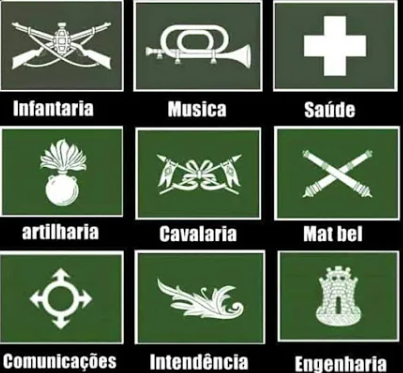 Infantaria
Musica
Saúde
artilharia
Cavalaria
Mat bel
Comunicações
Intendência
Engenharia